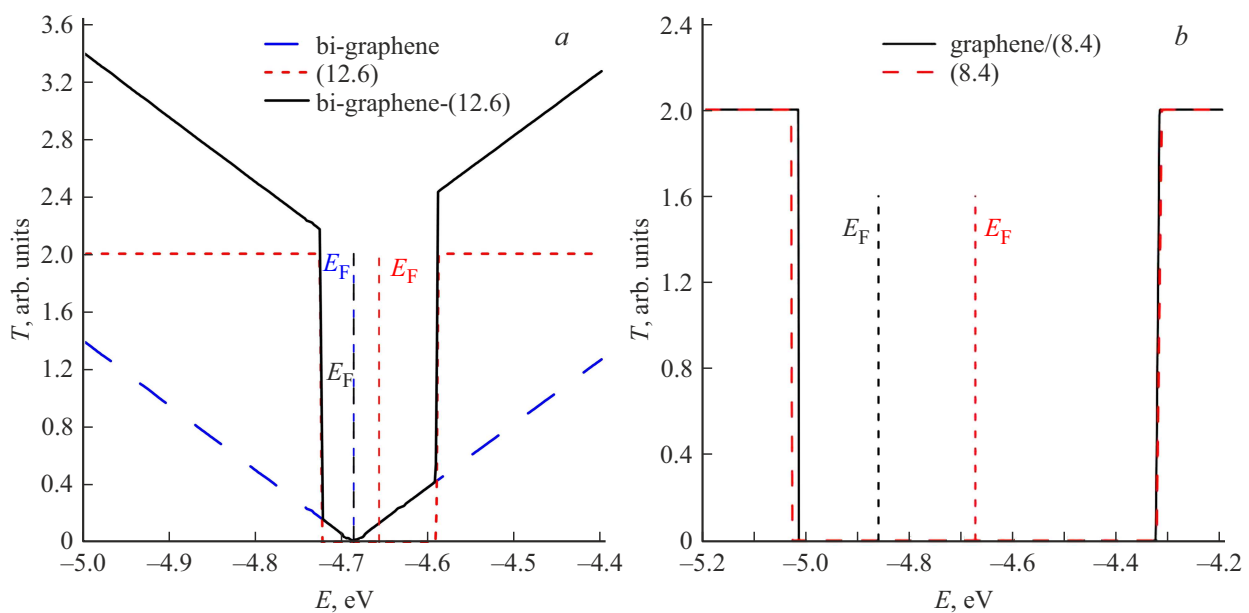 a
bi-graphene
(12.6)
bi-graphene-(12.6)
3.6
3.2
2.8
2.4
2.0
1.6
1.2
0.8
0.4
0
T, arb. units
E_F
E_F
E_F
–5.0 –4.9 –4.8 –4.7 –4.6 –4.5 –4.4
E, eV
b
graphene/(8.4)
(8.4)
2.4
2.0
1.6
1.2
0.8
0.4
0
T, arb. units
E_F
E_F
–5.2 –5.0 –4.8 –4.6 –4.4 –4.2
E, eV